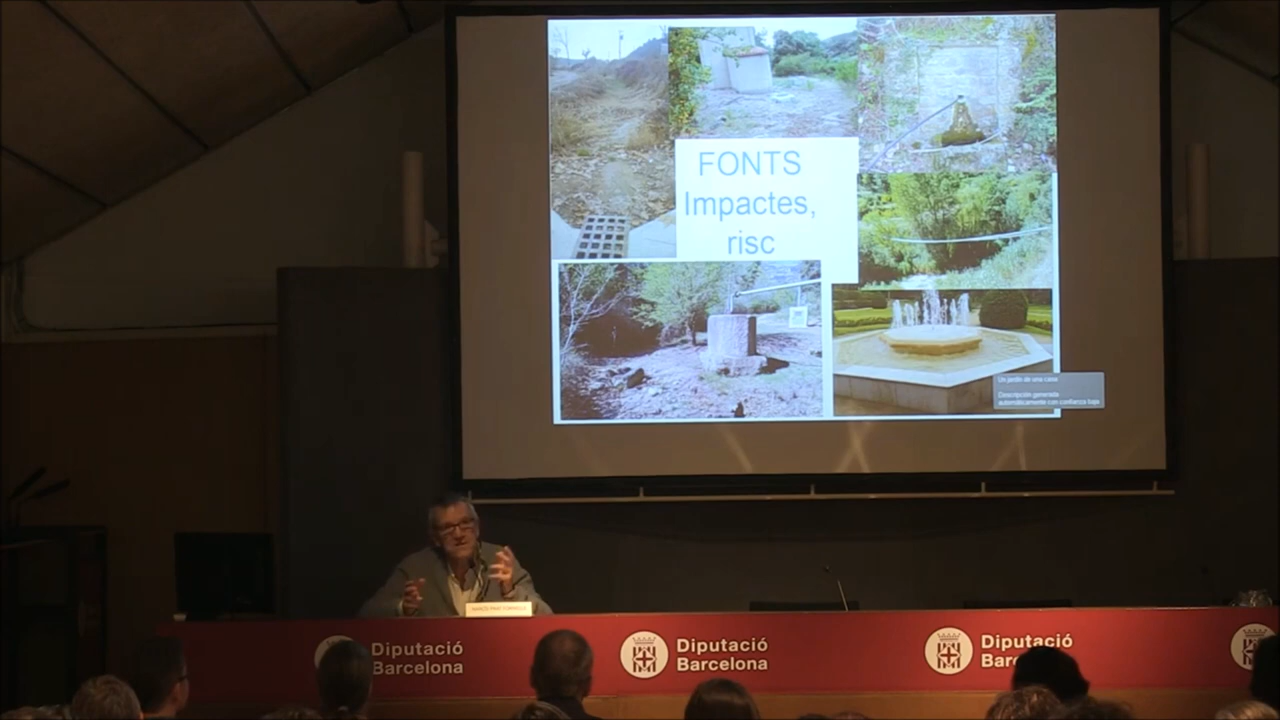 FONTS
Impactes,
risc
Un jardín de una casa
Descripción generada
automáticamente con confianza baja
Diputació
Barcelona
Diputació
Barcelona
Diputació